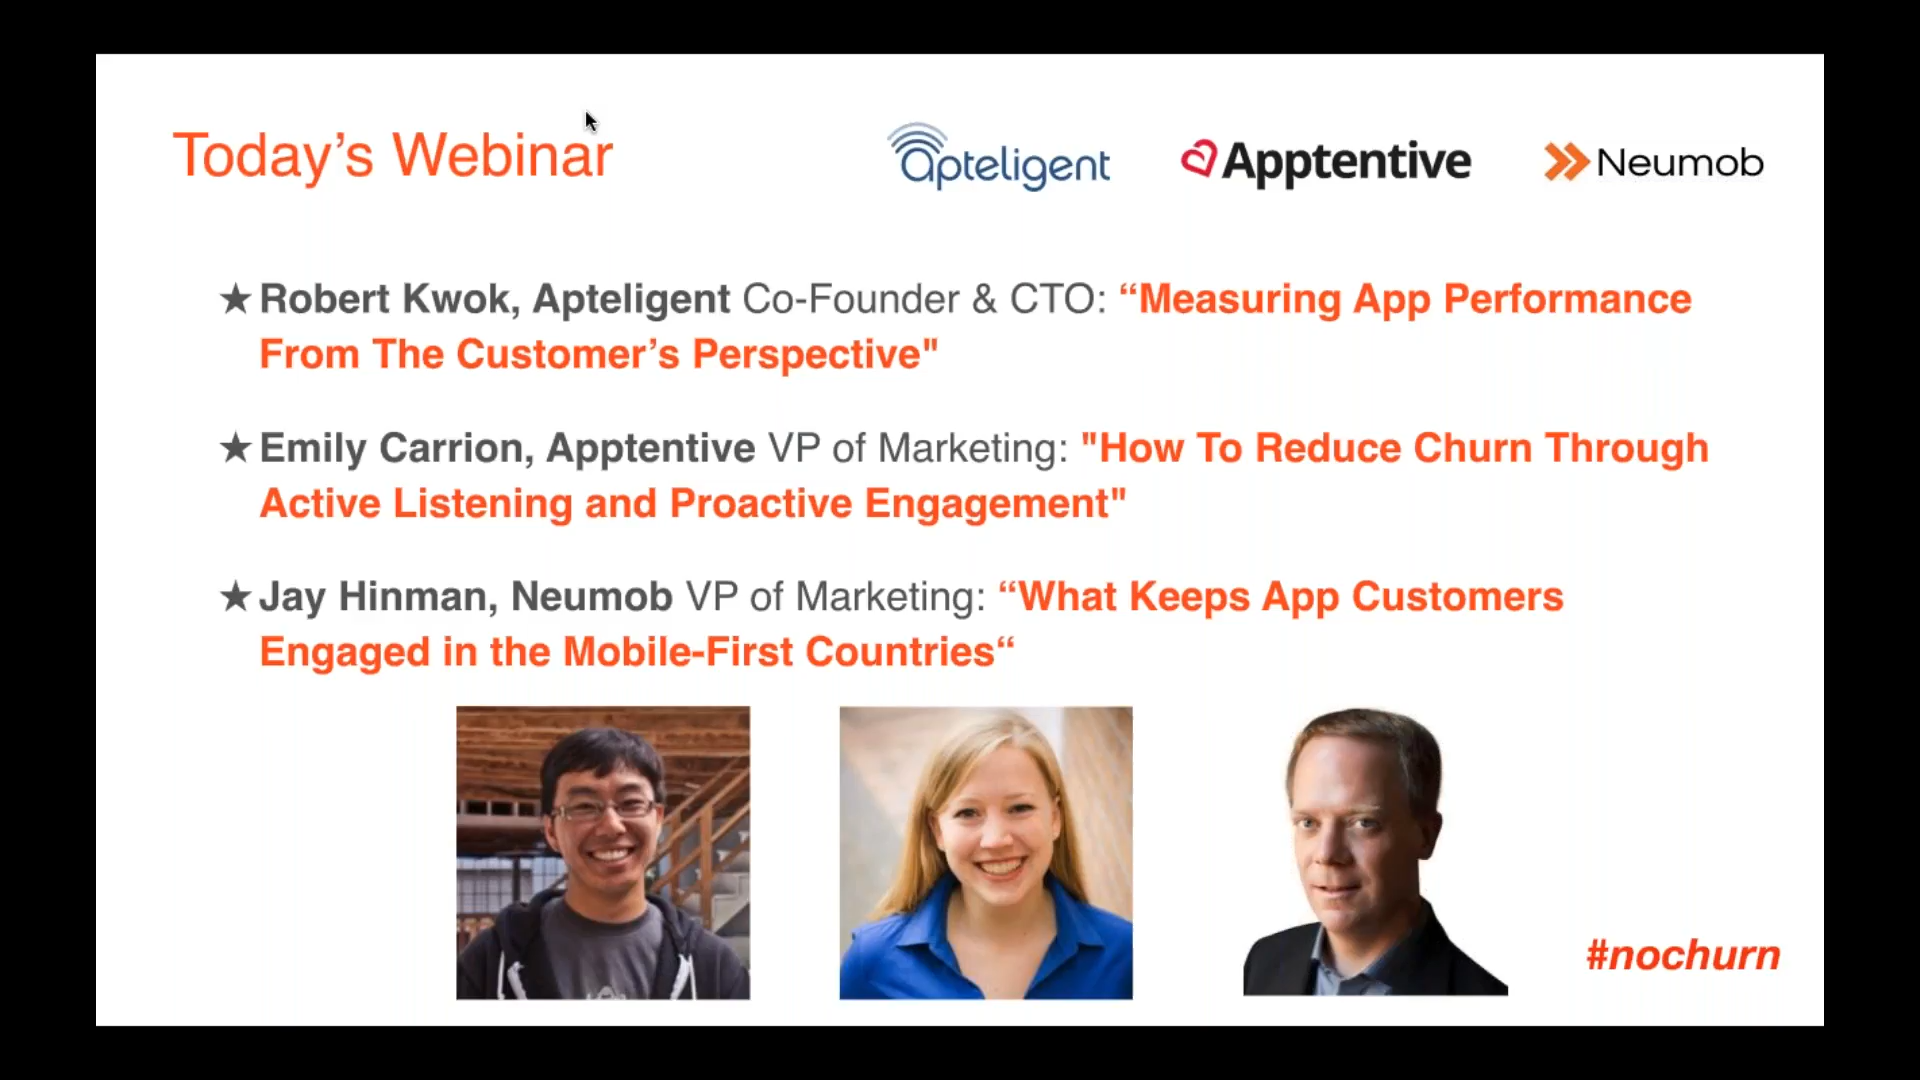 Today’s Webinar
apteligent
Apptentive
Neumob
★ Robert Kwok, Apteligent Co-Founder & CTO: “Measuring App Performance
From The Customer’s Perspective"
★ Emily Carrion, Apptentive VP of Marketing: "How To Reduce Churn Through
Active Listening and Proactive Engagement"
★ Jay Hinman, Neumob VP of Marketing: “What Keeps App Customers
Engaged in the Mobile-First Countries“
#nochurn